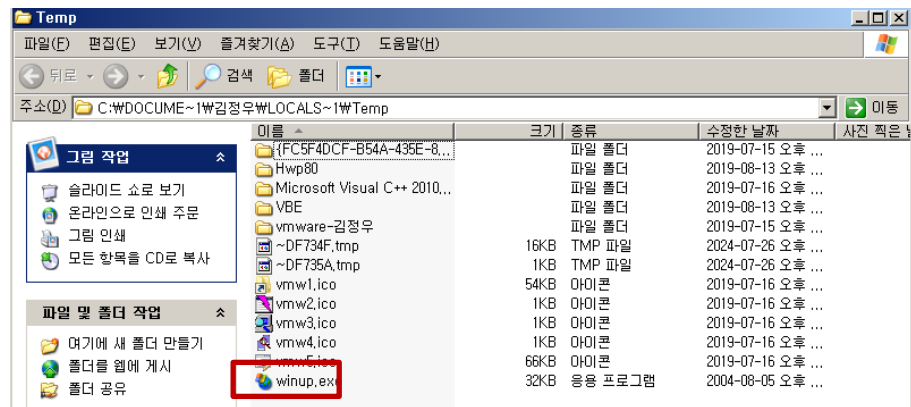 Temp
파일(F) 편집(E) 보기(V) 즐겨찾기(A) 도구(T) 도움말(H)
뒤로 검색 폴더
주소(D) C:₩DOCUME~1₩김정우₩LOCALS~1₩Temp 이동
이름 크기 종류 수정한 날짜 사진 찍은
그림 작업
슬라이드 쇼로 보기
온라인으로 인쇄 주문
그림 인쇄
모든 항목을 CD로 복사
파일 및 폴더 작업
여기에 새 폴더 만들기
폴더를 웹에 게시
폴더 공유
{FC5F4DCF-B54A-435E-8... 파일 폴더 2019-07-15 오후 ...
Hwp80 파일 폴더 2019-08-13 오후 ...
Microsoft Visual C++ 2010... 파일 폴더 2019-07-16 오후 ...
VBE 파일 폴더 2019-08-13 오후 ...
vmware-김정우 파일 폴더 2019-07-15 오후 ...
~DF734F.tmp 16KB TMP 파일 2024-07-26 오후 ...
~DF735A.tmp 1KB TMP 파일 2024-07-26 오후 ...
vmw1.ico 54KB 아이콘 2019-07-16 오후 ...
vmw2.ico 1KB 아이콘 2019-07-16 오후 ...
vmw3.ico 1KB 아이콘 2019-07-16 오후 ...
vmw4.ico 1KB 아이콘 2019-07-16 오후 ...
vmw5.ico 66KB 아이콘 2019-07-16 오후 ...
winup.exe 32KB 응용 프로그램 2004-08-05 오후 ...